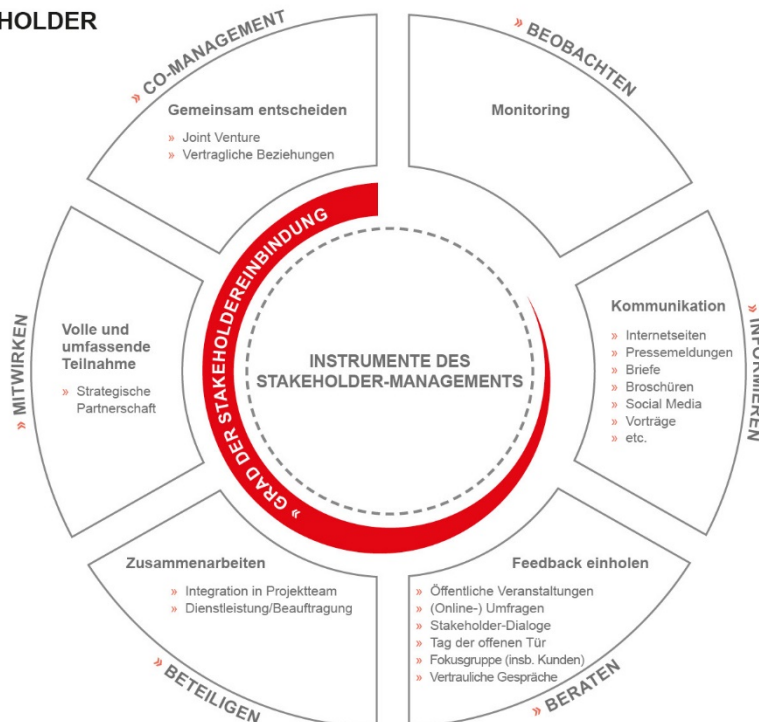 HOLDER
» CO-MANAGEMENT
Gemeinsam entscheiden
» Joint Venture
» Vertragliche Beziehungen
» BEOBACHTEN
Monitoring
» INFORMIEREN
Kommunikation
» Internetseiten
» Pressemeldungen
» Briefe
» Broschüren
» Social Media
» Vorträge
» etc.
» BERATEN
Feedback einholen
» Öffentliche Veranstaltungen
» (Online-) Umfragen
» Stakeholder-Dialoge
» Tag der offenen Tür
» Fokusgruppe (insb. Kunden)
» Vertrauliche Gespräche
» BETEILIGEN
Zusammenarbeiten
» Integration in Projektteam
» Dienstleistung/Beauftragung
» MITWIRKEN
Volle und
umfassende
Teilnahme
» Strategische
Partnerschaft
» GRAD DER STAKEHOLDEREINBINDUNG
INSTRUMENTE DES
STAKEHOLDER-MANAGEMENTS